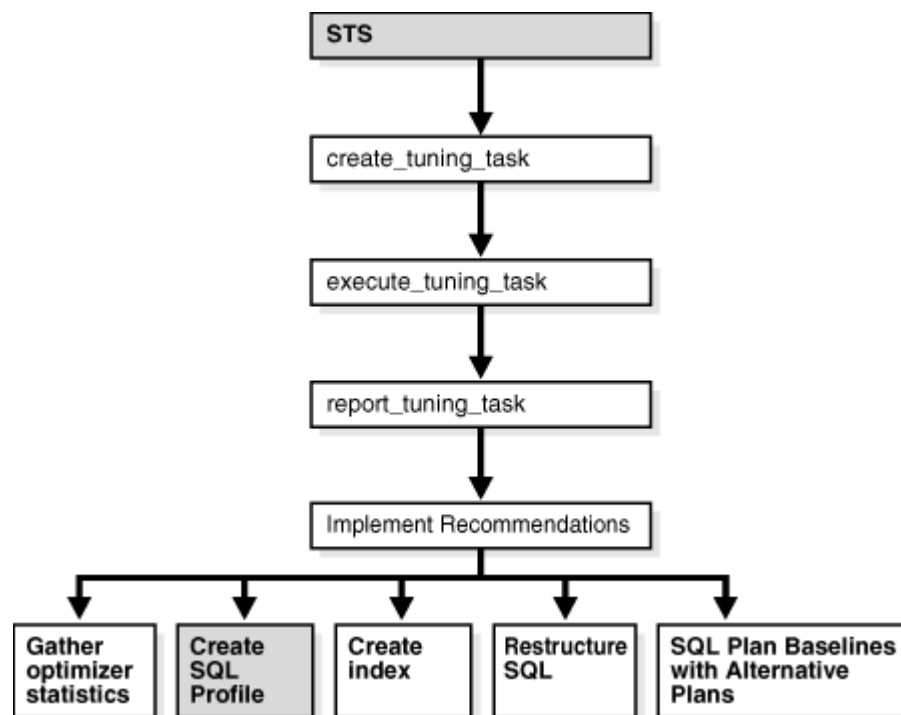 STS
create_tuning_task
execute_tuning_task
report_tuning_task
Implement Recommendations
Gather
optimizer
statistics
Create
SQL
Profile
Create
index
Restructure
SQL
SQL Plan Baselines
with Alternative
Plans